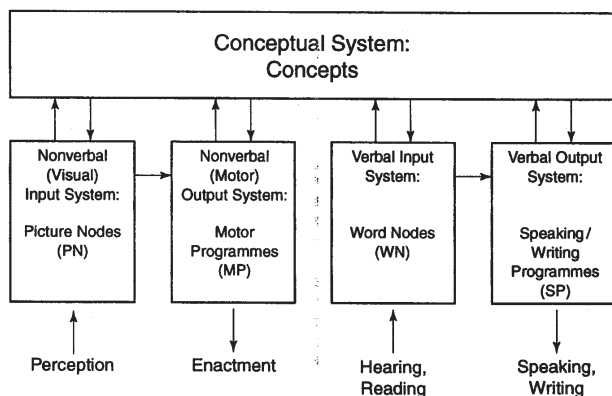 Conceptual System:
Concepts
Nonverbal
(Visual)
Input System:
Picture Nodes
(PN)
Nonverbal
(Motor)
Output System:
Motor
Programmes
(MP)
Verbal Input
System:
Word Nodes
(WN)
Verbal Output
System:
Speaking/
Writing
Programmes
(SP)
Perception
Enactment
Hearing,
Reading
Speaking,
Writing